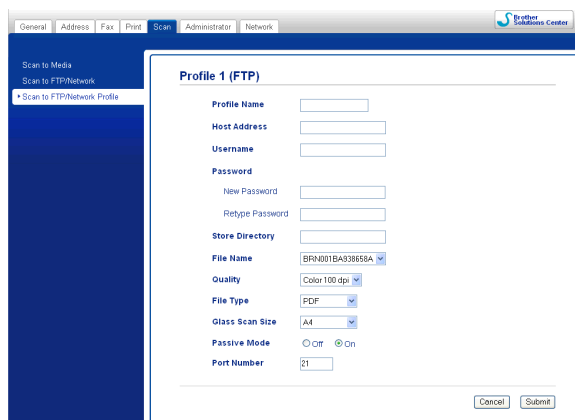 General Address Fax Print Scan Administrator Network
Brother
Solutions Center
Scan to Media
Scan to FTP/Network
Scan to FTP/Network Profile
Profile 1 (FTP)
Profile Name
Host Address
Username
Password
New Password
Retype Password
Store Directory
File Name BRN001BA938658A
Quality Color 100 dpi
File Type PDF
Glass Scan Size A4
Passive Mode Off On
Port Number 21
Cancel Submit